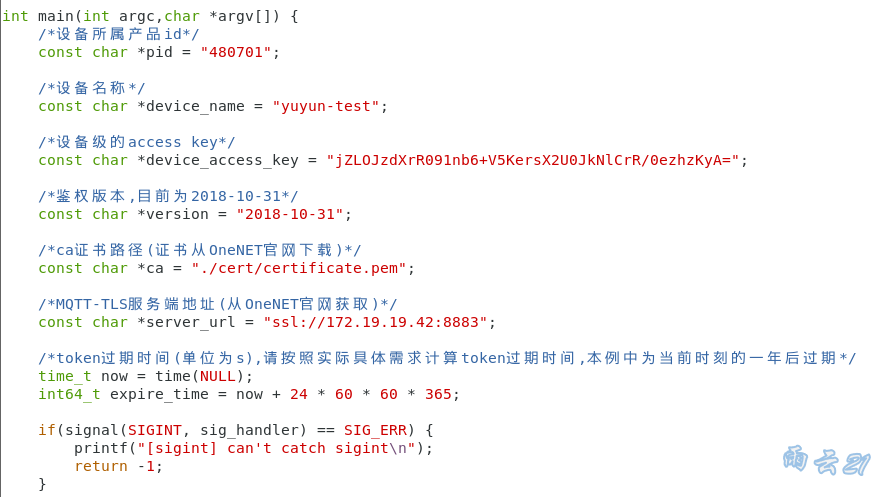 int main(int argc,char *argv[]) {
/*设备所属产品id*/
const char *pid = "480701";
/*设备名称*/
const char *device_name = "yuyun-test";
/*设备级的access key*/
const char *device_access_key = "jZLOJzdXrR091nb6+V5KersX2U0JkNlCrR/0ezhzKyA=";
/*鉴权版本,目前为2018-10-31*/
const char *version = "2018-10-31";
/*ca证书路径(证书从OneNET官网下载)*/
const char *ca = "./cert/certificate.pem";
/*MQTT-TLS服务端地址(从OneNET官网获取)*/
const char *server_url = "ssl://172.19.19.42:8883";
/*token过期时间(单位为s),请按照实际具体需求计算token过期时间,本例中为当前时刻的一年后过期*/
time_t now = time(NULL);
int64_t expire_time = now + 24 * 60 * 60 * 365;
if(signal(SIGINT, sig_handler) == SIG_ERR) {
printf("[sigint] can't catch sigint\n");
return -1;
}
雨云21